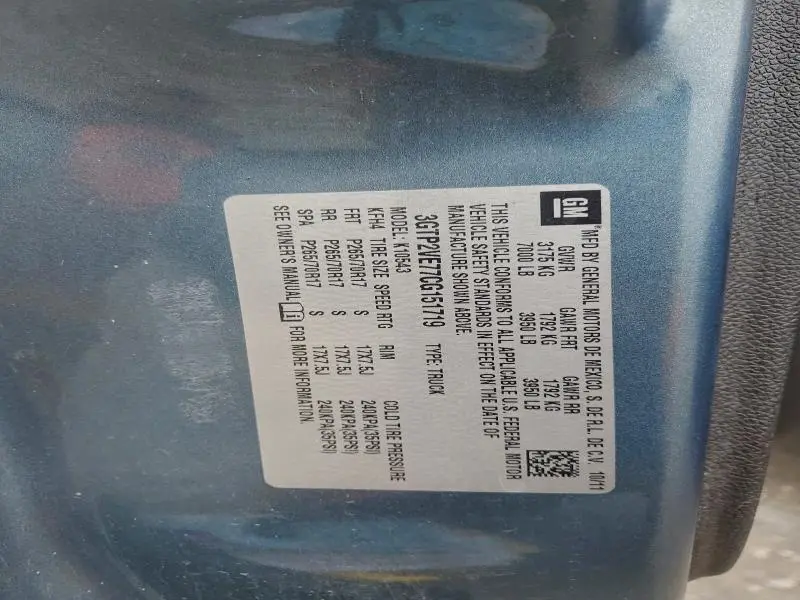 GM
®MFD BY GENERAL MOTORS DE MEXICO, S. DE R.L. DE C.V. 10/11
GVWR GAWR FRT GAWR RR
3175 KG 1792 KG 1792 KG
7000 LB 3950 LB 3950 LB
THIS VEHICLE CONFORMS TO ALL APPLICABLE U.S. FEDERAL MOTOR
VEHICLE SAFETY STANDARDS IN EFFECT ON THE DATE OF
MANUFACTURE SHOWN ABOVE.
3GTP2VE77CG151719 TYPE: TRUCK
MODEL: K10543
KFH4 TIRE SIZE SPEED RTG RIM COLD TIRE PRESSURE
FRT P265/70R17 S 17X7.5J 240KPA(35PSI)
RR P265/70R17 S 17X7.5J 240KPA(35PSI)
SPA P265/70R17 S 17X7.5J 240KPA(35PSI)
SEE OWNER'S MANUAL FOR MORE INFORMATION.